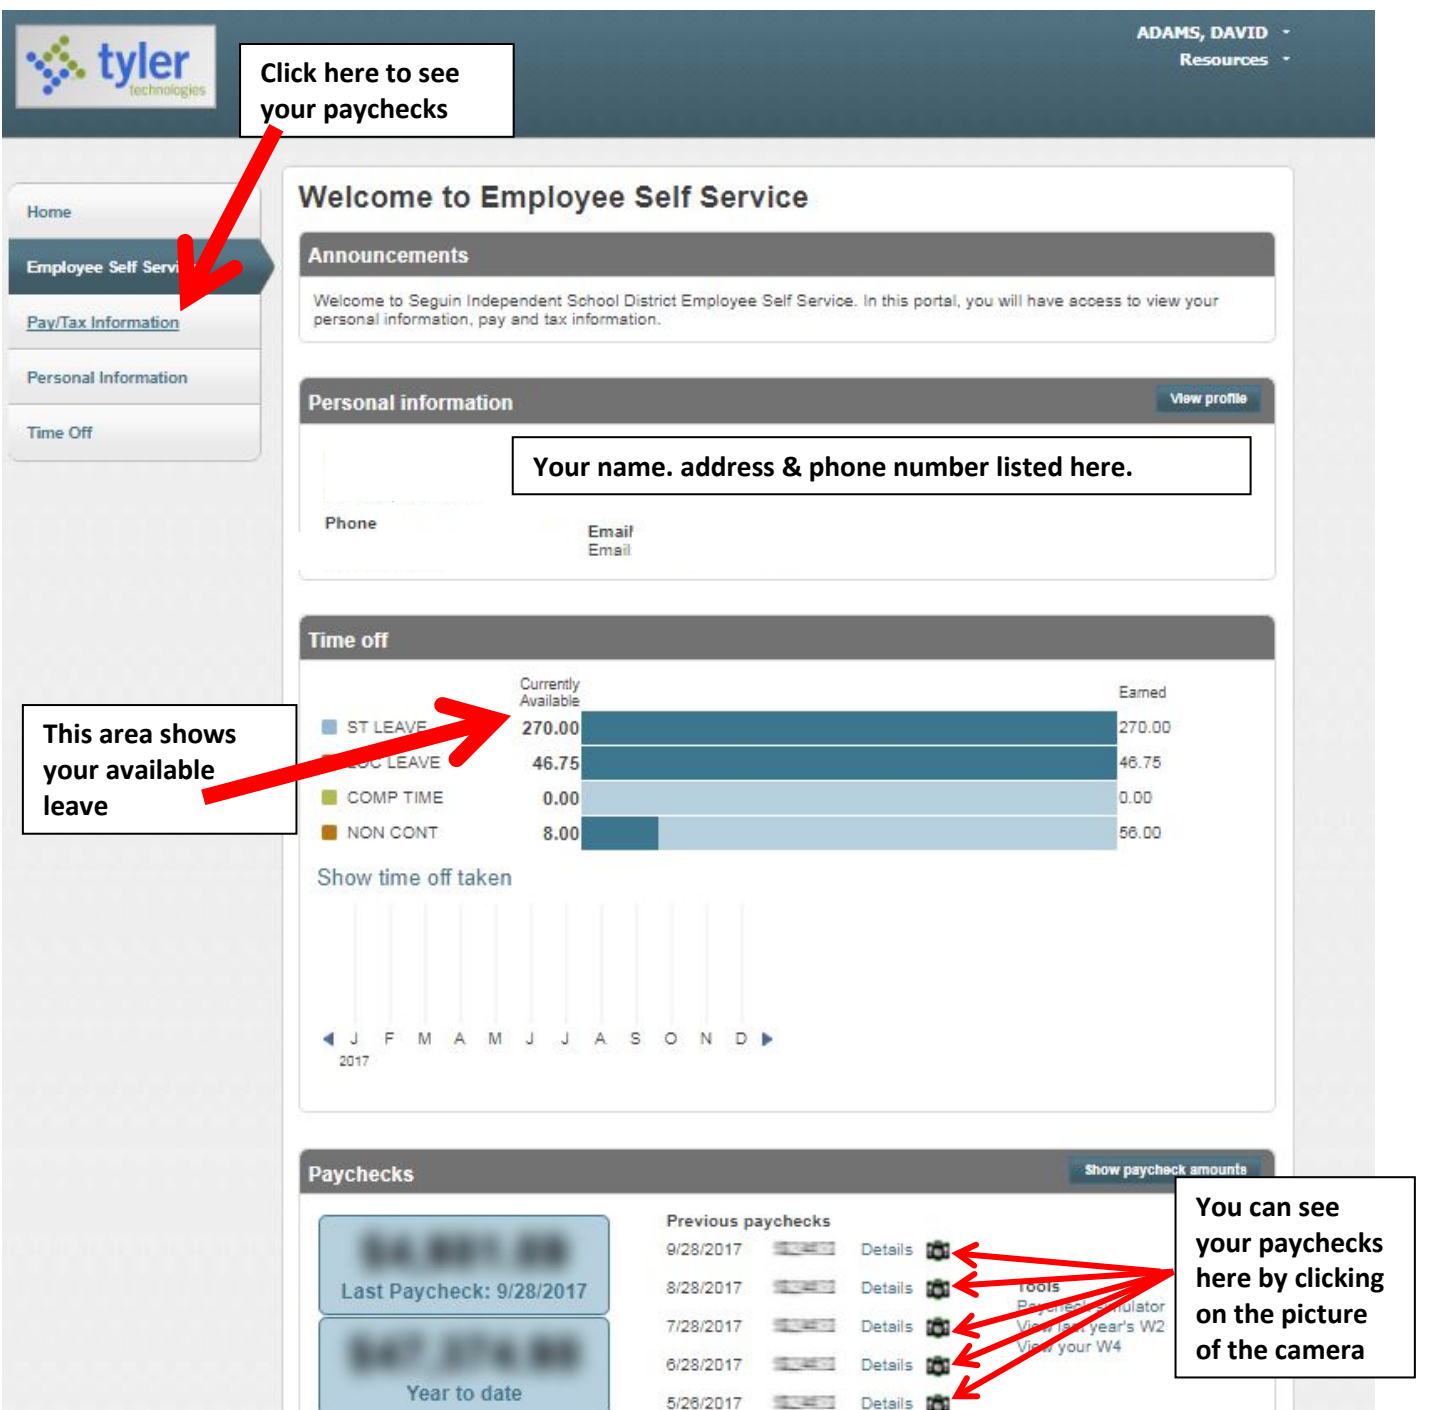 tyler
technologies
Click here to see
your paychecks
ADAMS, DAVID
Resources
Home
Employee Self
Pay/Tax Information
Personal Information
Time Off
Welcome to Employee Self Service
Announcements
Welcome to Seguin Independent School District Employee Self Service. In this portal, you will have access to view your
personal information, pay and tax information.
Personal information
View profile
Your name. address & phone number listed here.
Phone
Email
Email
Time off
Currently
Available
Earned
This area shows
your available
leave
ST LEAVE 270.00 270.00
LOC LEAVE 46.75 46.75
COMP TIME 0.00 0.00
NON CONT 8.00 56.00
Show time off taken
J F M A M J J A S O N D
2017
Paychecks
Show paycheck amounts
Last Paycheck: 9/28/2017
Year to date
Previous paychecks
9/28/2017 Details
8/28/2017 Details
7/28/2017 Details
6/28/2017 Details
5/26/2017 Details
Tools
Paycheck simulator
View last year's W2
View your W4
You can see
your paychecks
here by clicking
on the picture
of the camera